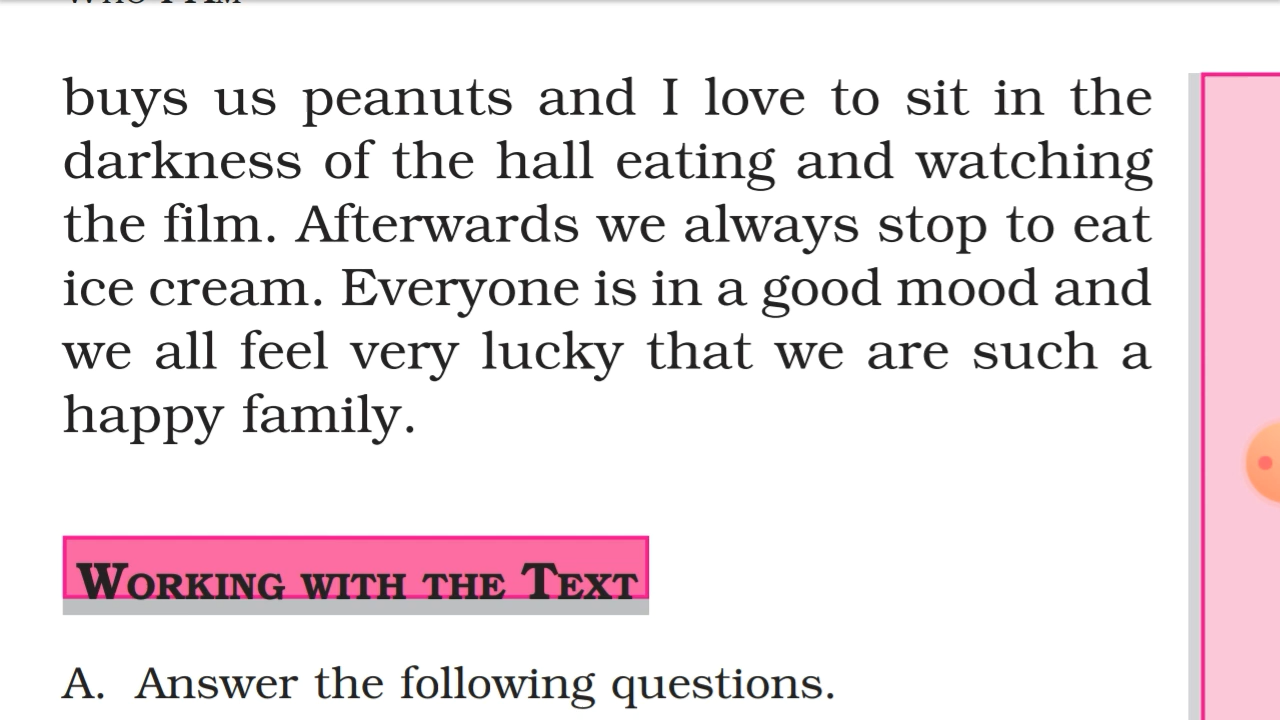 WHO I AM
buys us peanuts and I love to sit in the
darkness of the hall eating and watching
the film. Afterwards we always stop to eat
ice cream. Everyone is in a good mood and
we all feel very lucky that we are such a
happy family.
WORKING WITH THE TEXT
A. Answer the following questions.